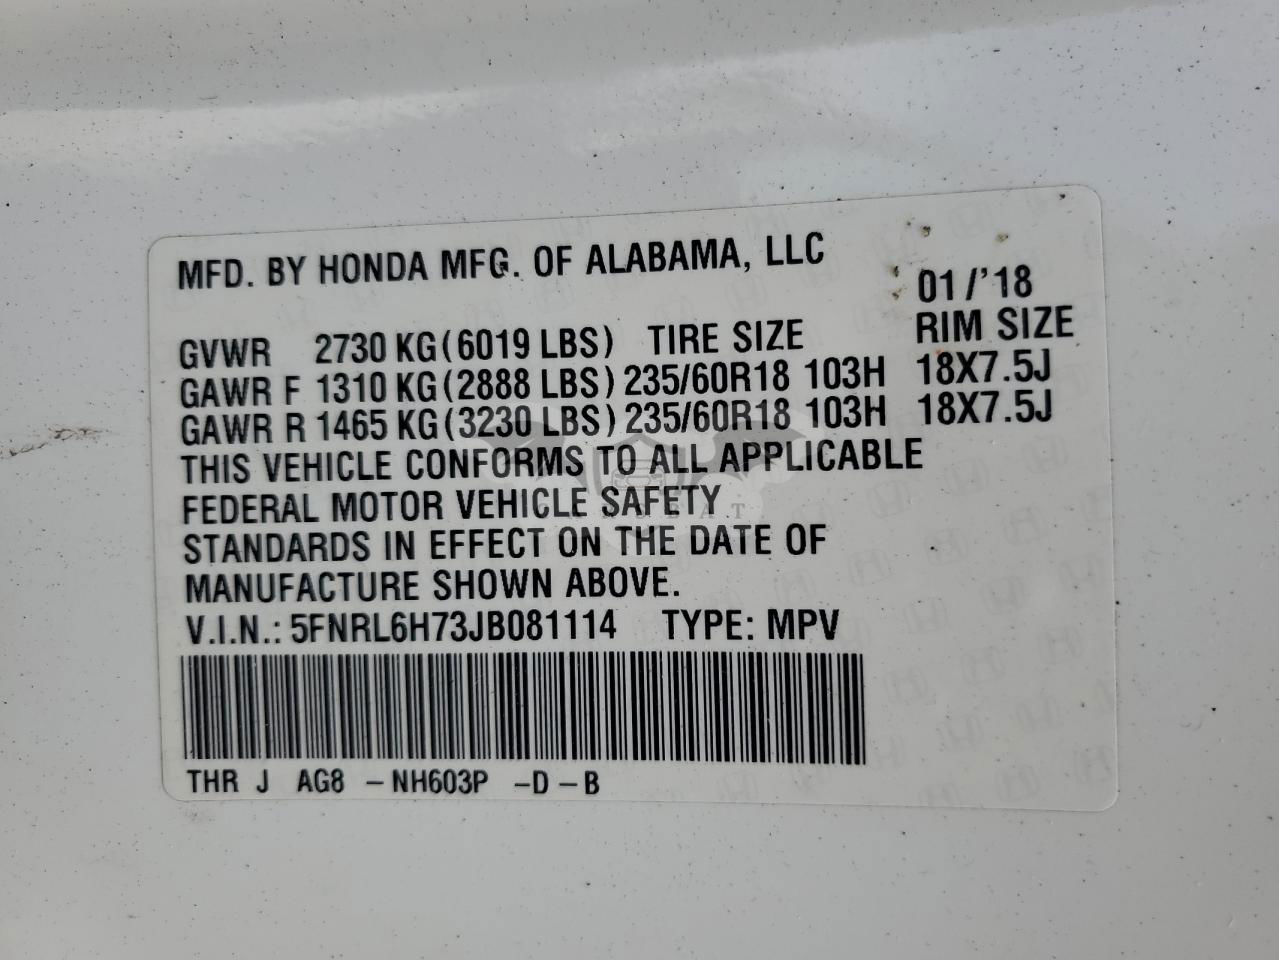 MFD. BY HONDA MFG. OF ALABAMA, LLC
01/'18
GVWR 2730 KG(6019 LBS) TIRE SIZE RIM SIZE
GAWR F 1310 KG(2888 LBS) 235/60R18 103H 18X7.5J
GAWR R 1465 KG(3230 LBS) 235/60R18 103H 18X7.5J
THIS VEHICLE CONFORMS TO ALL APPLICABLE
FEDERAL MOTOR VEHICLE SAFETY
STANDARDS IN EFFECT ON THE DATE OF
MANUFACTURE SHOWN ABOVE.
V.I.N.: 5FNRL6H73JB081114 TYPE: MPV
THR J AG8 -NH603P -D-B